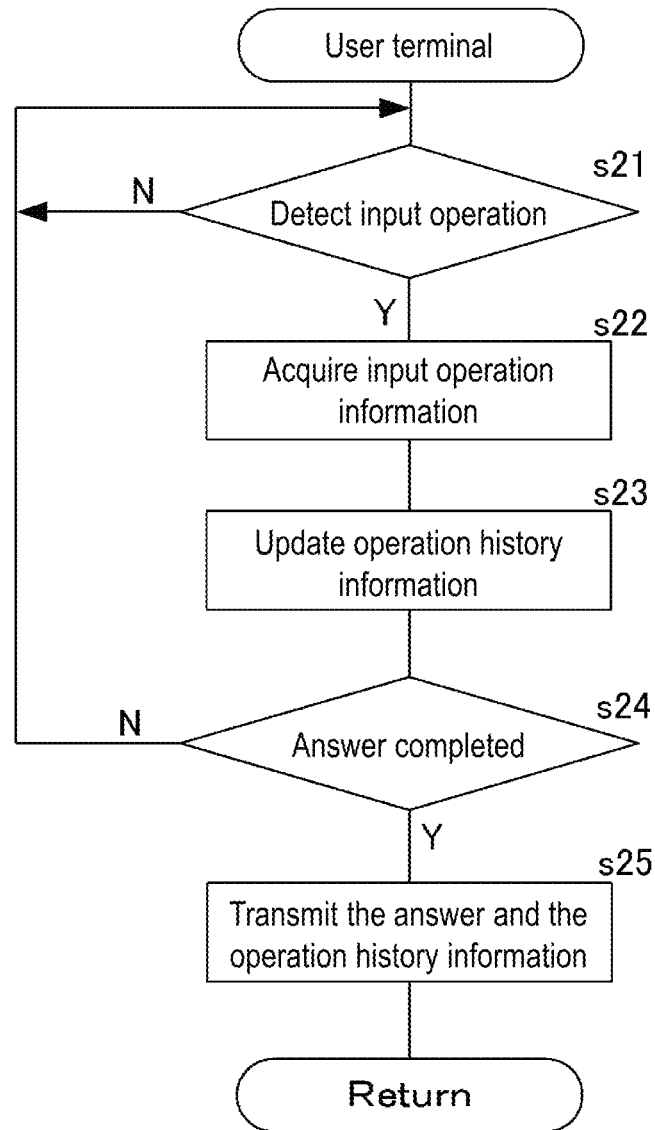 User terminal
s21
N
Detect input operation
Y
s22
Acquire input operation
information
s23
Update operation history
information
s24
N
Answer completed
Y
s25
Transmit the answer and the
operation history information
Return